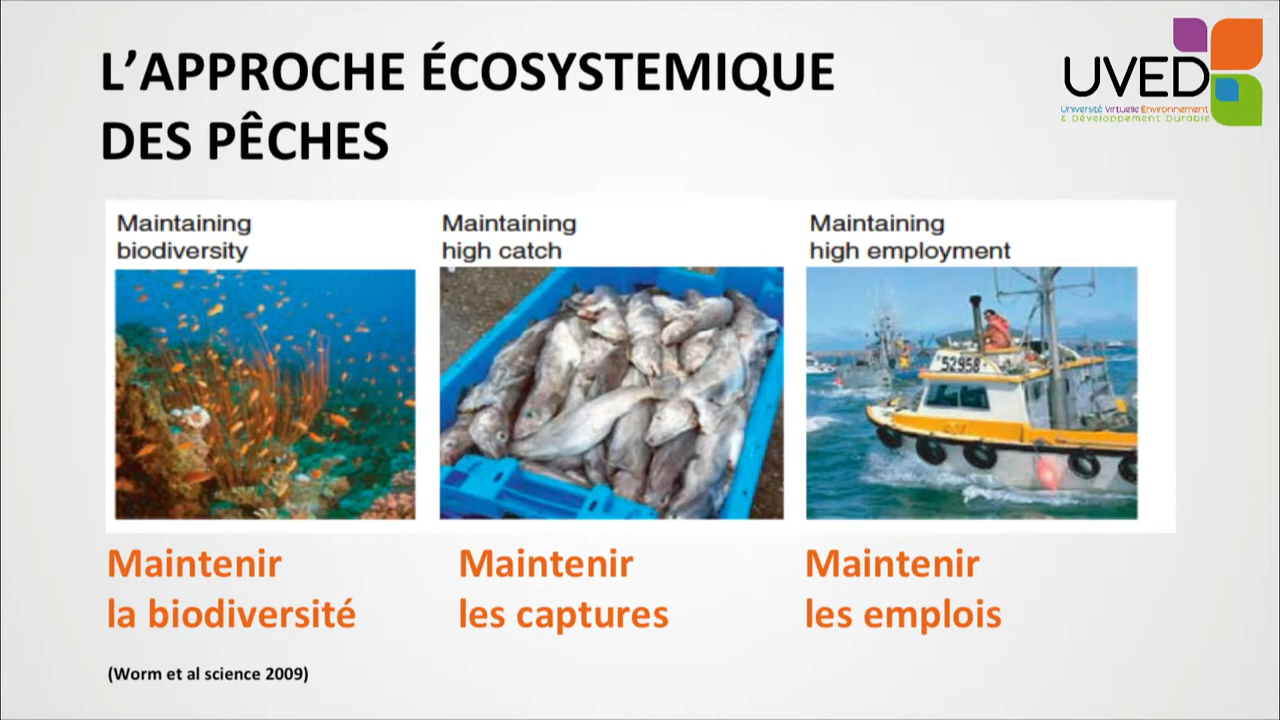 L’APPROCHE ÉCOSYSTEMIQUE
DES PÊCHES
UVED
Université Virtuelle Environnement
& Développement Durable
Maintaining
biodiversity
Maintaining
high catch
Maintaining
high employment
52958
Maintenir
la biodiversité
Maintenir
les captures
Maintenir
les emplois
(Worm et al science 2009)